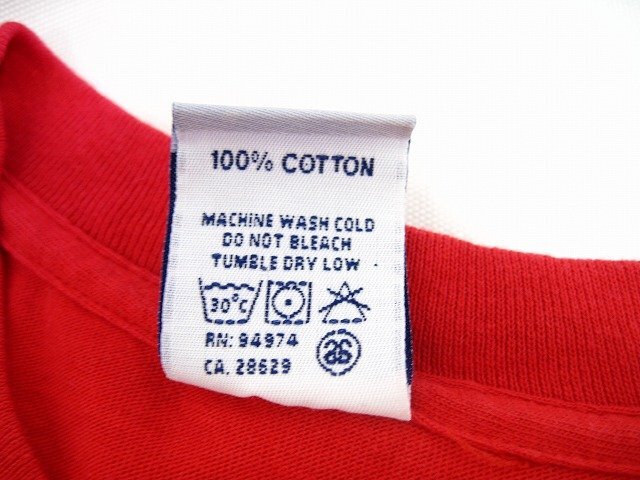 100% COTTON
MACHINE WASH COLD
DO NOT BLEACH
TUMBLE DRY LOW
30°C
RN: 94974
CA. 28629